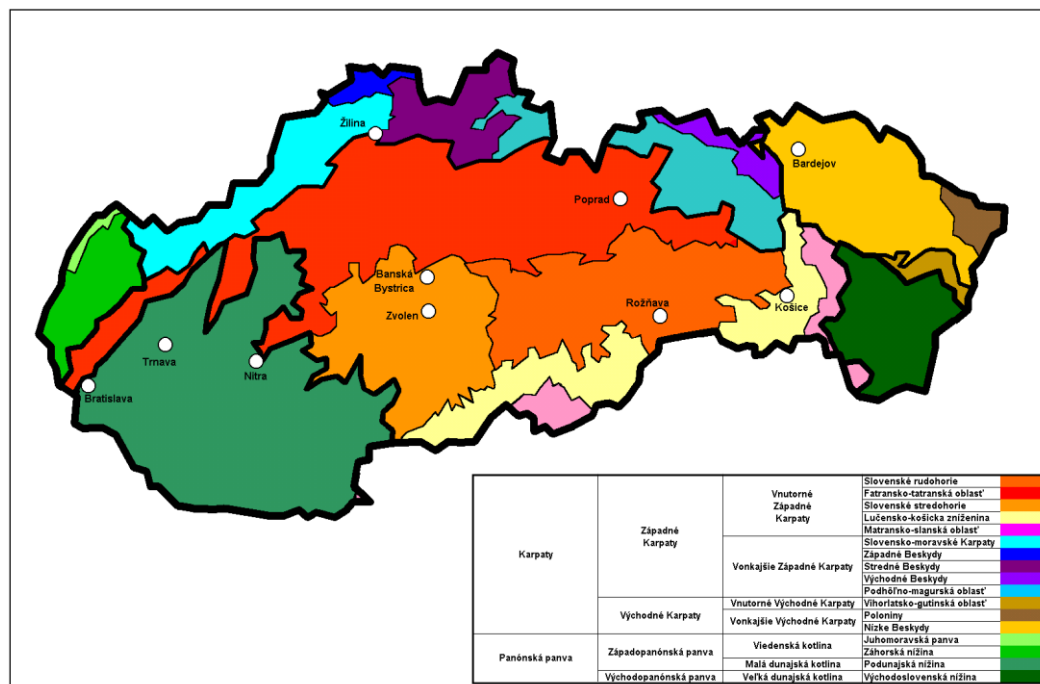 Žilina
Bardejov
Poprad
Banská
Bystrica
Zvolen
Rožňava
Košice
Trnava
Nitra
Bratislava
Karpaty
Západné
Karpaty
Vnutorné
Západné
Karpaty
Slovenské rudohorie
Fatransko-tatranská oblasť
Slovenské stredohorie
Lučensko-košicka zníženina
Matransko-slanská oblasť
Vonkajšie Západné Karpaty
Slovensko-moravské Karpaty
Západné Beskydy
Stredné Beskydy
Východné Beskydy
Podhôľno-magurská oblasť
Východné Karpaty
Vnutorné Východné Karpaty
Vihorlatsko-gutinská oblasť
Vonkajšie Východné Karpaty
Poloniny
Nízke Beskydy
Panónská panva
Západopanónská panva
Viedenská kotlina
Juhomoravská panva
Záhorská nížina
Malá dunajská kotlina
Podunajská nížina
Východopanónská panva
Veľká dunajská kotlina
Východoslovenská nížina